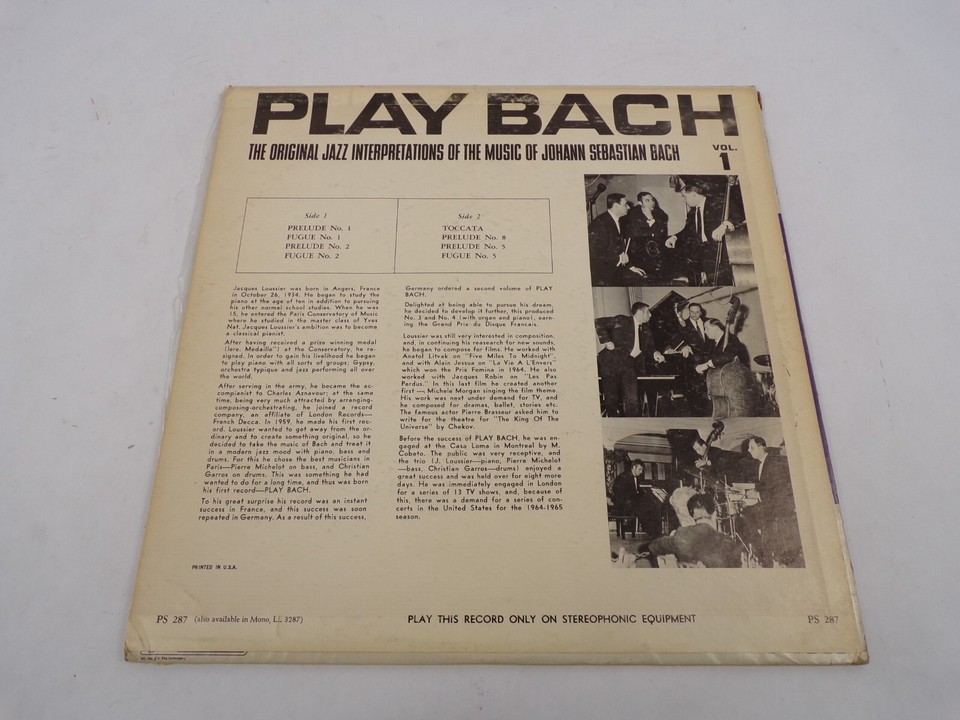 PLAY BACH
THE ORIGINAL JAZZ INTERPRETATIONS OF THE MUSIC OF JOHANN SEBASTIAN BACH
VOL.
1
Side 1
PRELUDE No. 1
FUGUE No. 1
PRELUDE No. 2
FUGUE No. 2
Side 2
TOCCATA
PRELUDE No. 8
PRELUDE No. 5
FUGUE No. 5
Jacques Loussier was born in Angers, France
in October 26, 1934. He began to study the
piano at the age of ten in addition to pursuing
his other normal school studies. When he was
15, he entered the Paris Conservatory of Music
where he studied in the master class of Yves
Nat. Jacques Loussier's ambition was to become
a classical pianist.
After having received a prize winning medal
(lere. Medaille") at the Conservatory, he re-
signed. In order to gain his livelihood he began
to play piano with all sorts of groups: Gypsy,
orchestra typique and jazz performing all over
the world.
After serving in the army, he became the ac-
companist to Charles Aznavour; at the same
time, being very much attracted by arranging-
composing-orchestrating, he joined a record
company, an affiliate of London Records—
French Decca. In 1959, he made his first rec-
ord. Loussier wanted to get away from the or-
dinary and to create something original, so he
decided to take the music of Bach and treat it
in a modern jazz mood with piano, bass and
drums. For this he chose the best musicians in
Paris—Pierre Michelot on bass, and Christian
Garros on drums. This was something he had
wanted to do for a long time, and thus was born
his first record—PLAY BACH.
To his great surprise his record was an instant
success in France, and this success was soon
repeated in Germany. As a result of this success,
Germany ordered a second volume of PLAY
BACH.
Delighted at being able to pursue his dream,
he decided to develop it further, this produced
No. 3 and No. 4 (with organ and piano), earn-
ing the Grand Prix du Disque Francais.
Loussier was still very interested in composition,
and, in continuing his reasearch for new sounds,
he began to compose for films. He worked with
Anatol Litvak on "Five Miles To Midnight",
and with Alain Jessua on "La Vie A L'Envers"
which won the Prix Femina in 1964. He also
worked with Jacques Robin on "Les Pas
Perdus." In this last film he created another
first — Michele Morgan singing the film theme.
His work was next under demand for TV, and
he composed for dramas, ballet, stories etc.
The famous actor Pierre Brasseur asked him to
write for the theatre for "The King Of The
Universe" by Chekov.
Before the success of PLAY BACH, he was en-
gaged at the Casa Loma in Montreal by M.
Cobeto. The public was very receptive, and
the trio (J. Loussier—piano, Pierre Michelot
—bass, Christian Garros—drums) enjoyed a
great success and was held over for eight more
days. He was immediately engaged in London
for a series of 13 TV shows, and, because of
this, there was a demand for a series of con-
certs in the United States for the 1964-1965
season.
PRINTED IN U.S.A.
PS 287 (also available in Mono, LL 3287)
PLAY THIS RECORD ONLY ON STEREOPHONIC EQUIPMENT
PS 287